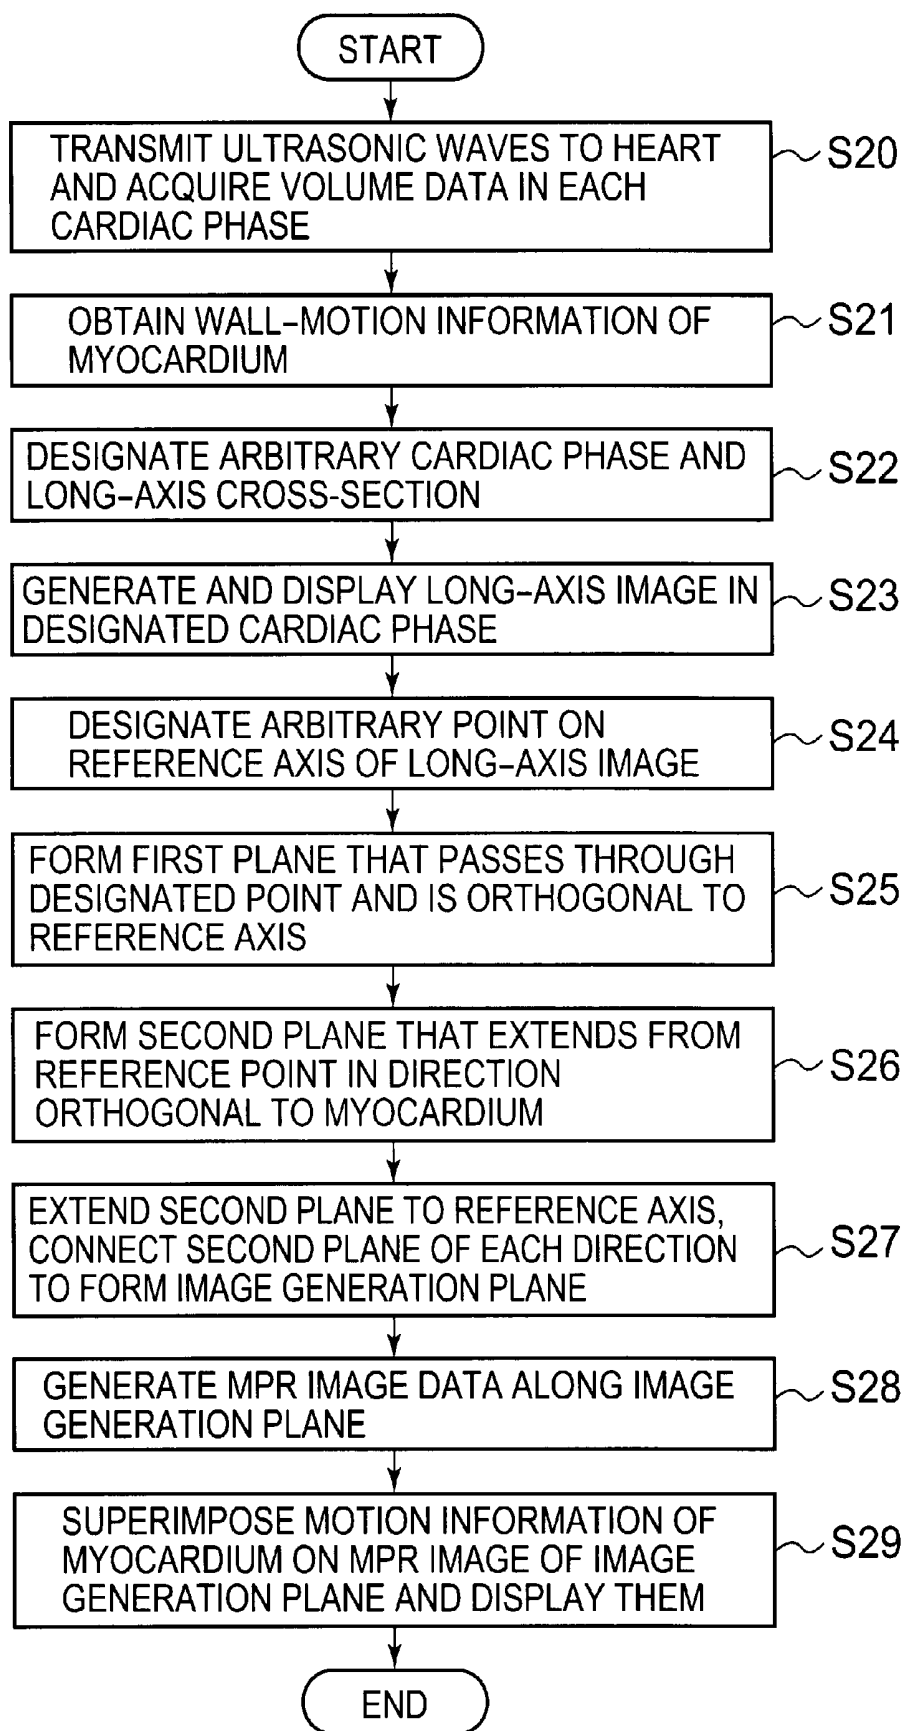 START
TRANSMIT ULTRASONIC WAVES TO HEART
AND ACQUIRE VOLUME DATA IN EACH
CARDIAC PHASE
S20
OBTAIN WALL-MOTION INFORMATION OF
MYOCARDIUM
S21
DESIGNATE ARBITRARY CARDIAC PHASE AND
LONG-AXIS CROSS-SECTION
S22
GENERATE AND DISPLAY LONG-AXIS IMAGE IN
DESIGNATED CARDIAC PHASE
S23
DESIGNATE ARBITRARY POINT ON
REFERENCE AXIS OF LONG-AXIS IMAGE
S24
FORM FIRST PLANE THAT PASSES THROUGH
DESIGNATED POINT AND IS ORTHOGONAL TO
REFERENCE AXIS
S25
FORM SECOND PLANE THAT EXTENDS FROM
REFERENCE POINT IN DIRECTION
ORTHOGONAL TO MYOCARDIUM
S26
EXTEND SECOND PLANE TO REFERENCE AXIS,
CONNECT SECOND PLANE OF EACH DIRECTION
TO FORM IMAGE GENERATION PLANE
S27
GENERATE MPR IMAGE DATA ALONG IMAGE
GENERATION PLANE
S28
SUPERIMPOSE MOTION INFORMATION OF
MYOCARDIUM ON MPR IMAGE OF IMAGE
GENERATION PLANE AND DISPLAY THEM
S29
END